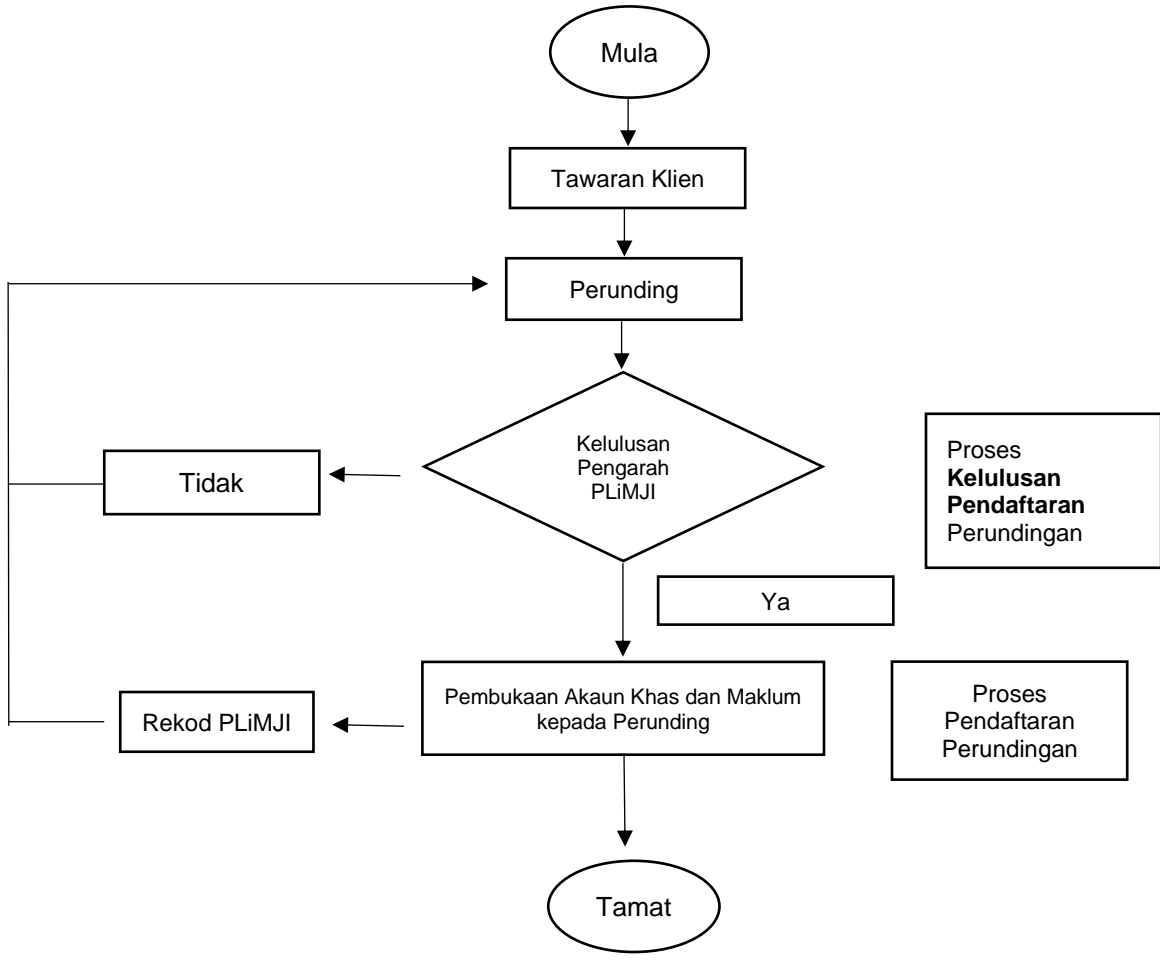 Mula
Tawaran Klien
Perunding
Kelulusan
Pengarah
PLiMJI
Proses
Kelulusan
Pendaftaran
Perundingan
Tidak
Ya
Pembukaan Akaun Khas dan Maklum
kepada Perunding
Rekod PLiMJI
Proses
Pendaftaran
Perundingan
Tamat